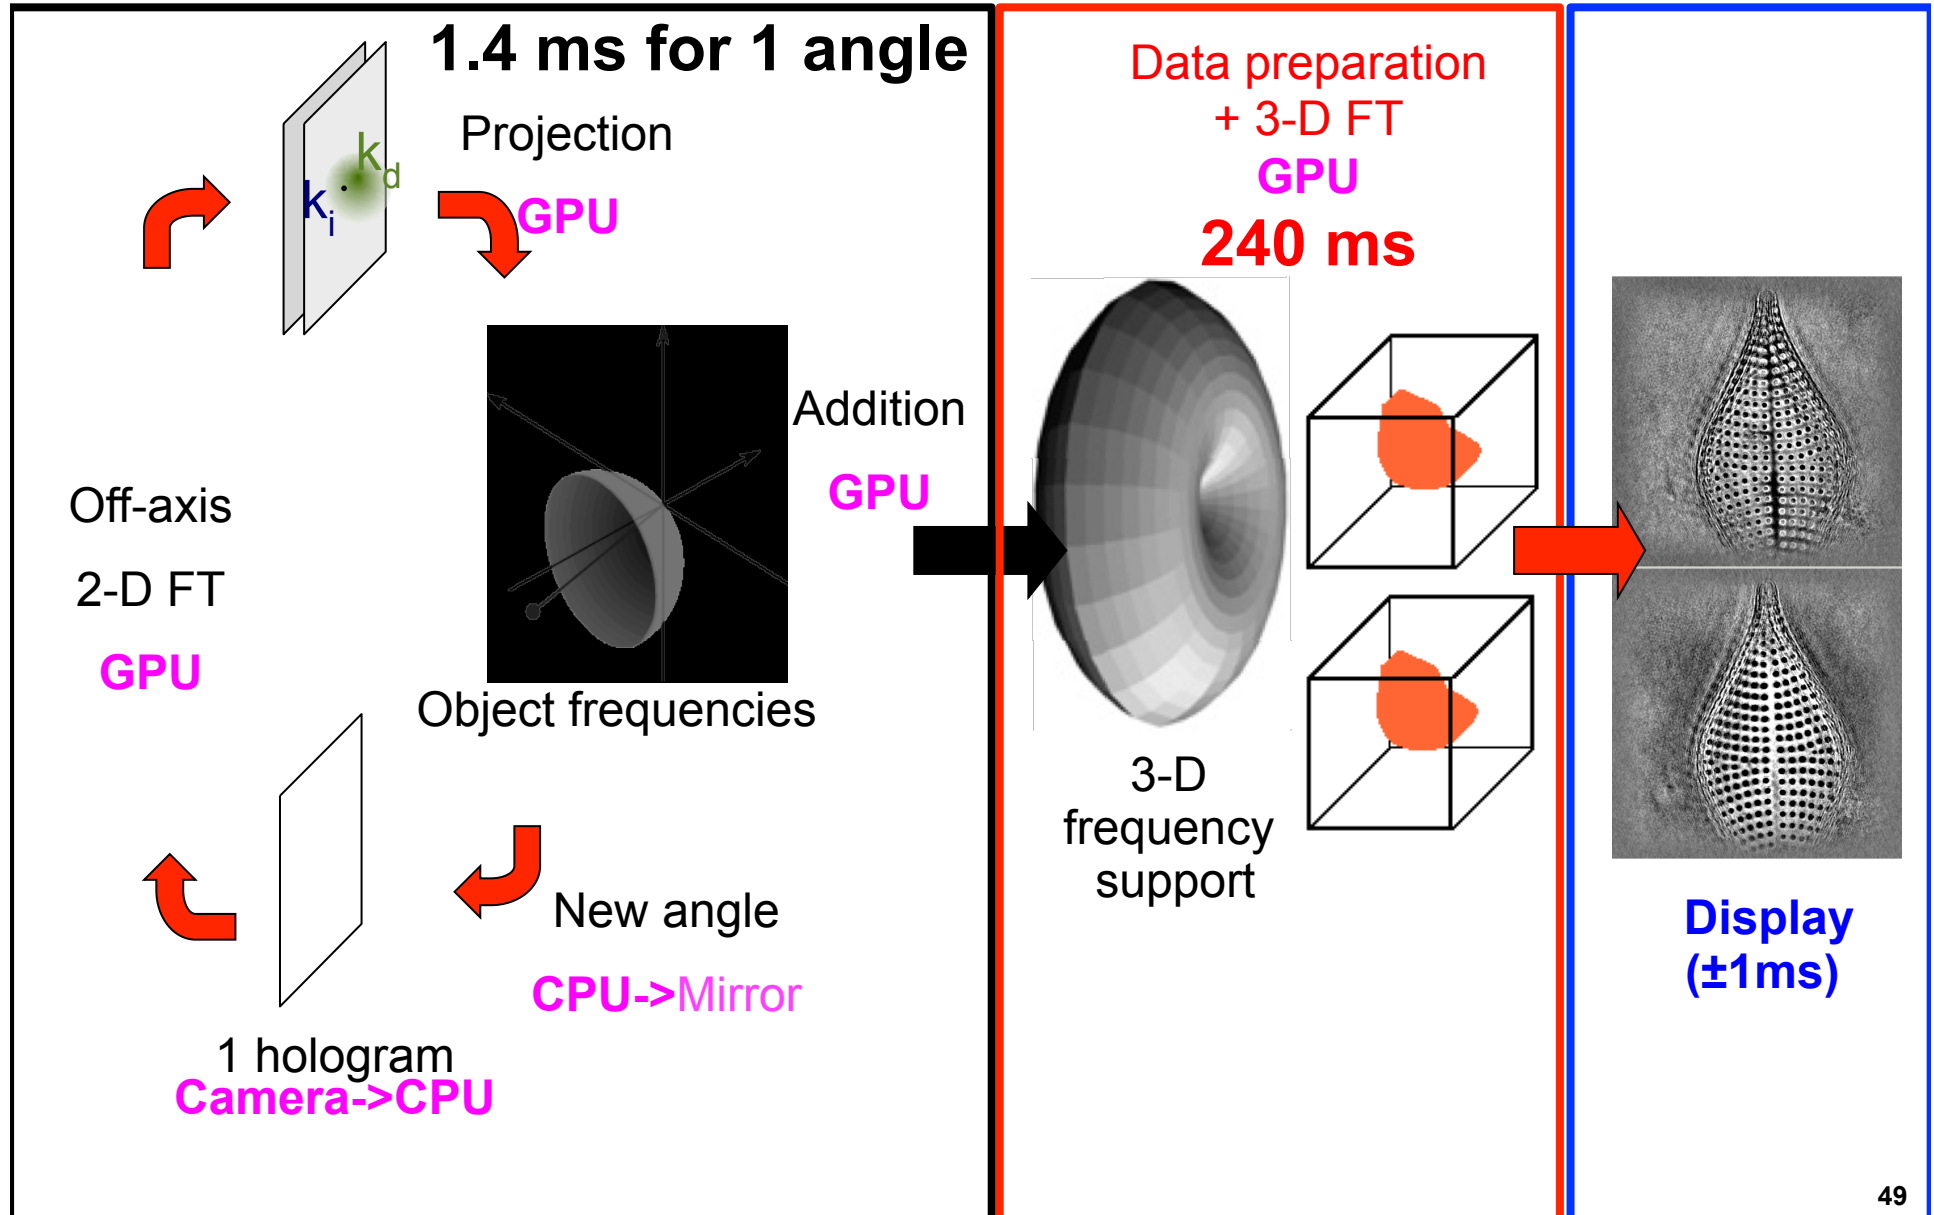 1.4 ms for 1 angle
Projection
GPU
k_d
k_i
Off-axis
2-D FT
GPU
Addition
GPU
Object frequencies
New angle
CPU->Mirror
1 hologram
Camera->CPU
Data preparation
+ 3-D FT
GPU
240 ms
3-D
frequency
support
Display
(±1ms)
49